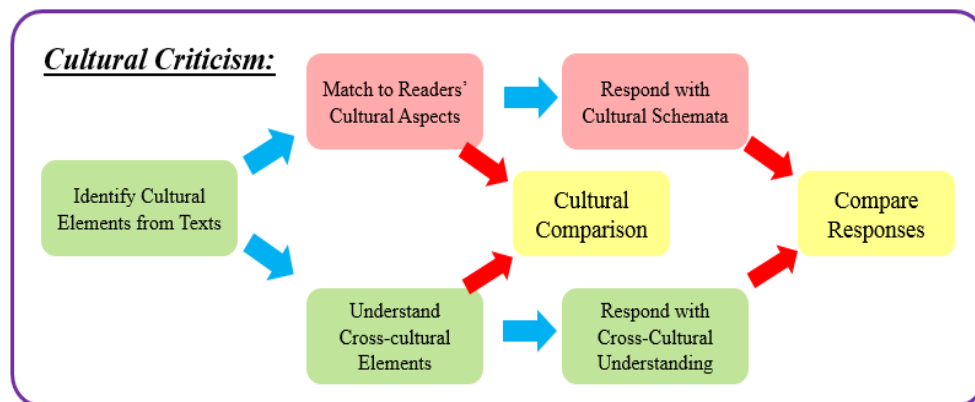 Cultural Criticism:
Match to Readers’
Cultural Aspects
Respond with
Cultural Schemata
Identify Cultural
Elements from Texts
Cultural
Comparison
Compare
Responses
Understand
Cross-cultural
Elements
Respond with
Cross-Cultural
Understanding